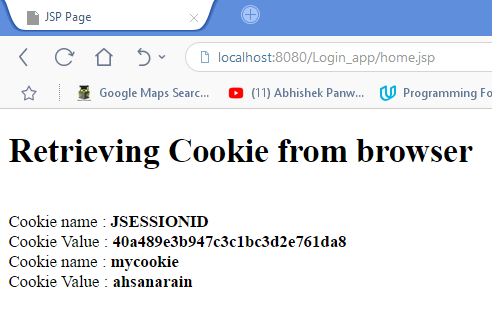 JSP Page
localhost:8080/Login_app/home.jsp
Google Maps Searc... (11) Abhishek Panw... Programming Fo
Retrieving Cookie from browser
Cookie name : JSESSIONID
Cookie Value : 40a489e3b947c3c1bc3d2e761da8
Cookie name : mycookie
Cookie Value : ahsanarain